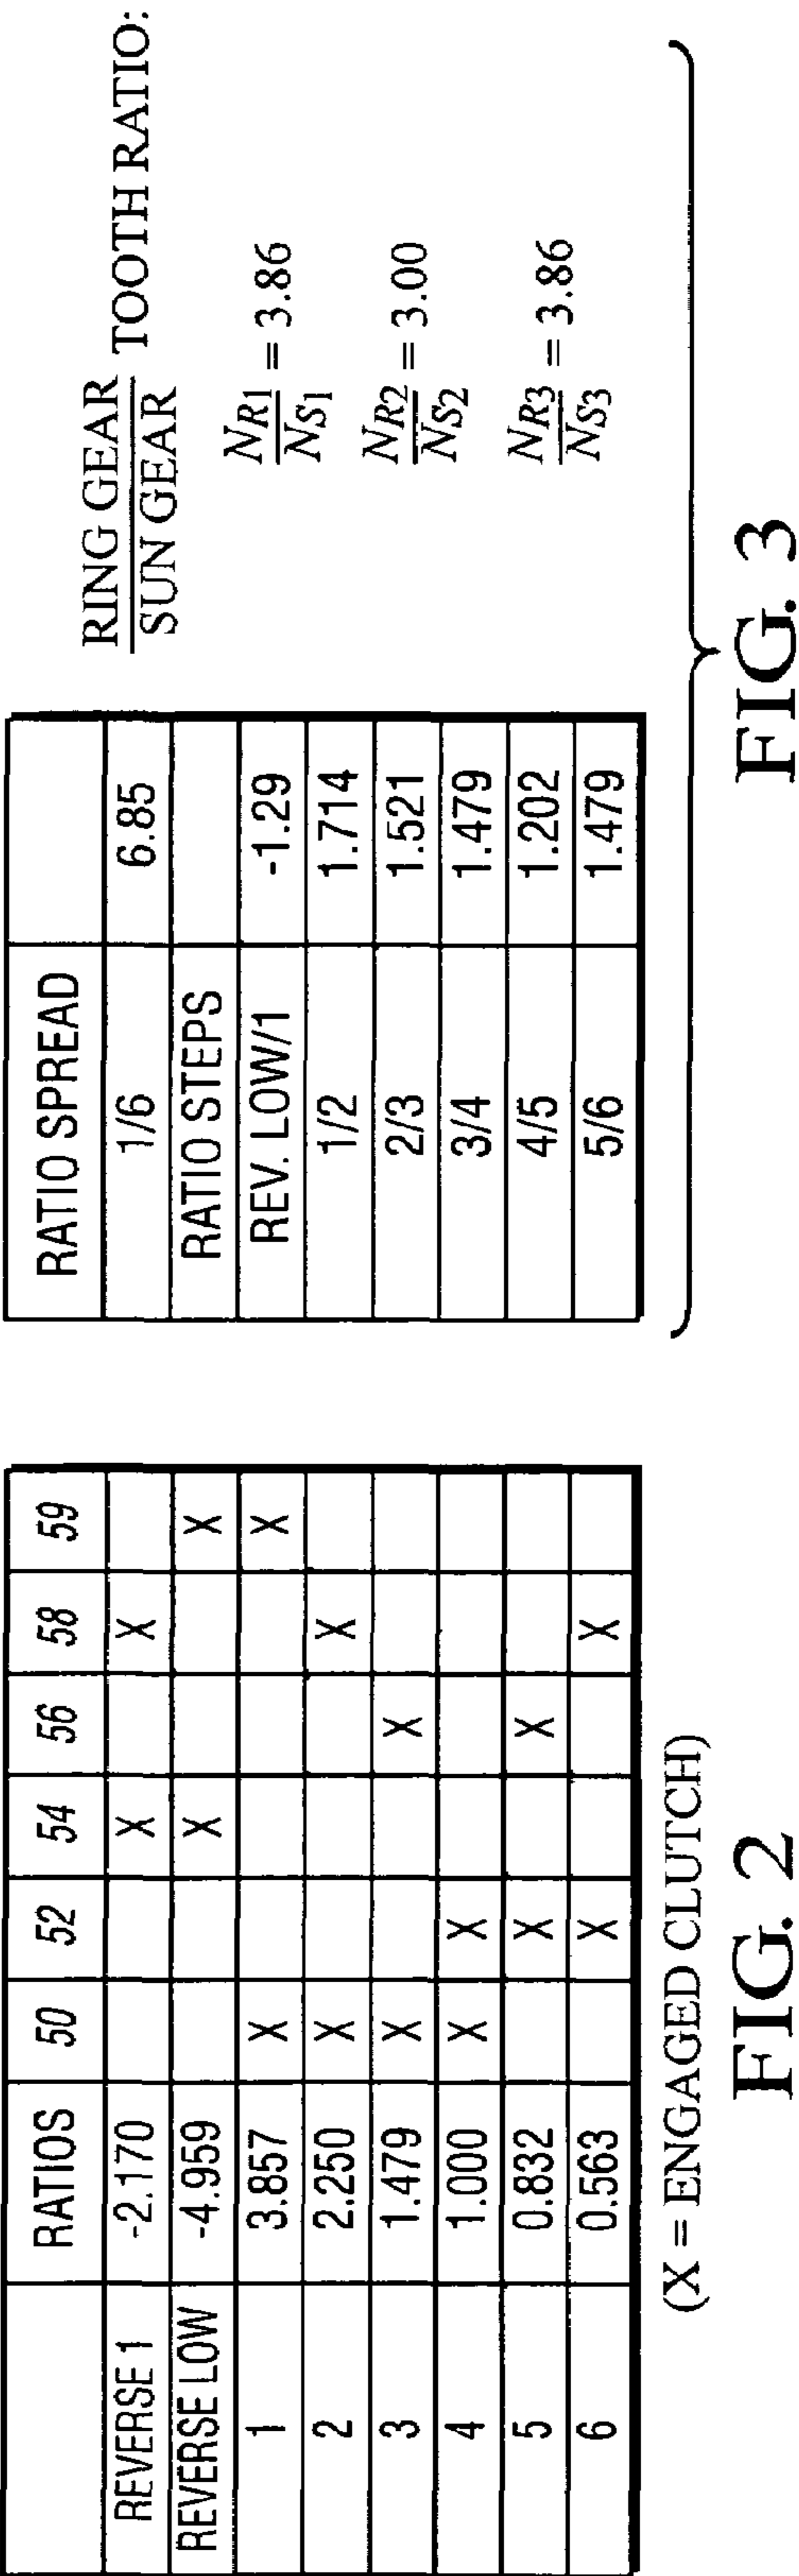 RATIOS 50 52 54 56 58 59
REVERSE 1 -2.170 X X
REVERSE LOW -4.959 X X
1 3.857 X X
2 2.250 X X
3 1.479 X X
4 1.000 X X
5 0.832 X X
6 0.563 X X
(X = ENGAGED CLUTCH)
FIG. 2
RATIO SPREAD
1/6 6.85
RATIO STEPS
REV. LOW/1 -1.29
1/2 1.714
2/3 1.521
3/4 1.479
4/5 1.202
5/6 1.479
RING GEAR
SUN GEAR
TOOTH RATIO:
NR1
NS1
= 3.86
NR2
NS2
= 3.00
NR3
NS3
= 3.86
FIG. 3